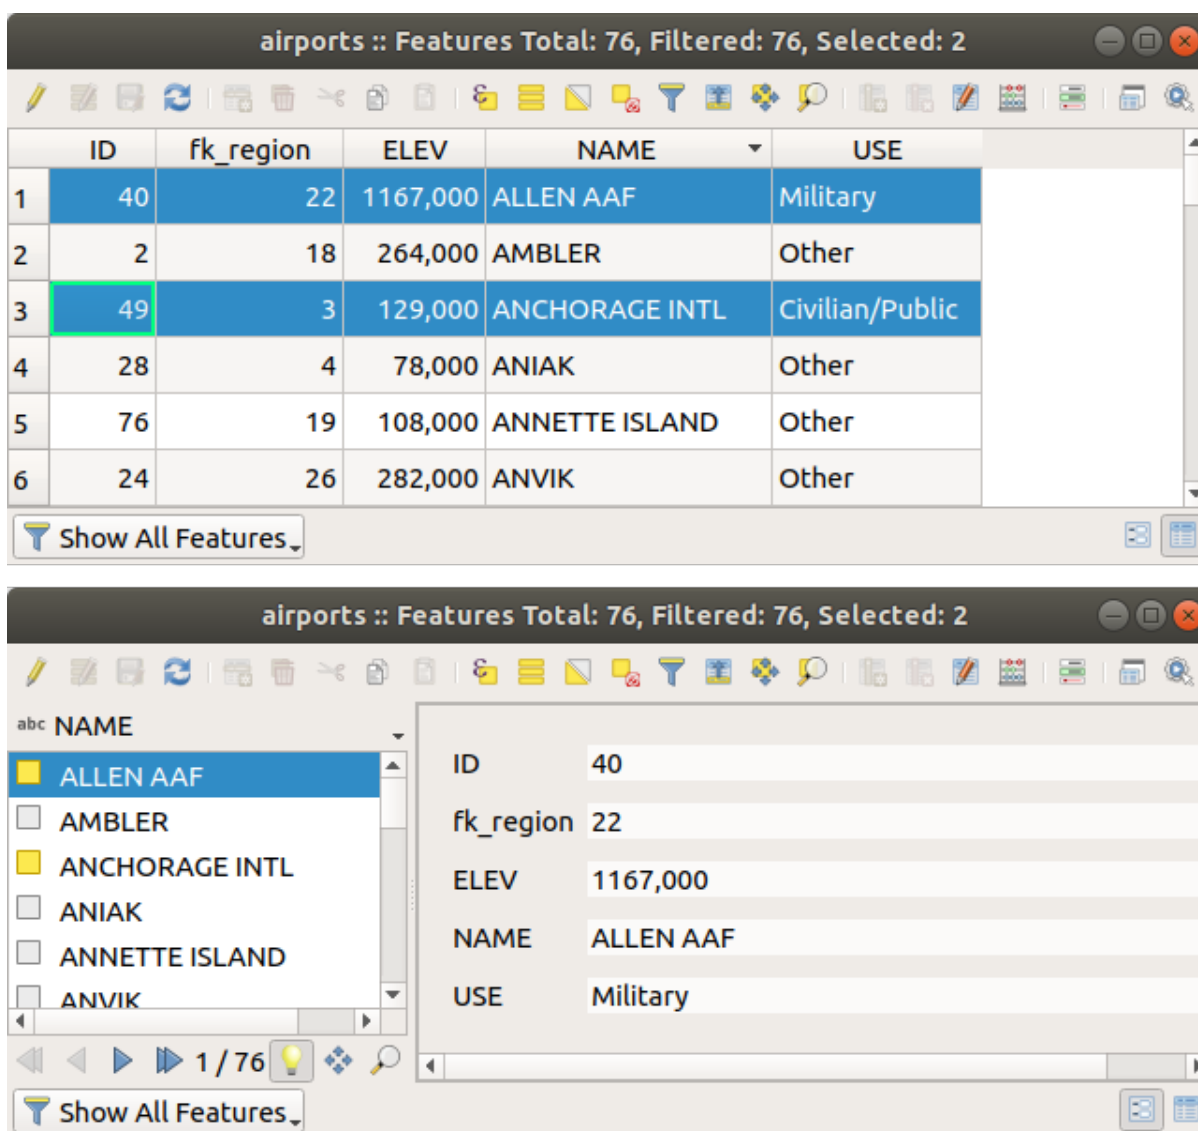 airports :: Features Total: 76, Filtered: 76, Selected: 2
ID fk_region ELEV NAME USE
1 40 22 1167,000 ALLEN AAF Military
2 2 18 264,000 AMBLER Other
3 49 3 129,000 ANCHORAGE INTL Civilian/Public
4 28 4 78,000 ANIAK Other
5 76 19 108,000 ANNETTE ISLAND Other
6 24 26 282,000 ANVIK Other
Show All Features
airports :: Features Total: 76, Filtered: 76, Selected: 2
abc NAME
ALLEN AAF
AMBLER
ANCHORAGE INTL
ANIAK
ANNETTE ISLAND
ANVIK
1 / 76
ID 40
fk_region 22
ELEV 1167,000
NAME ALLEN AAF
USE Military
Show All Features